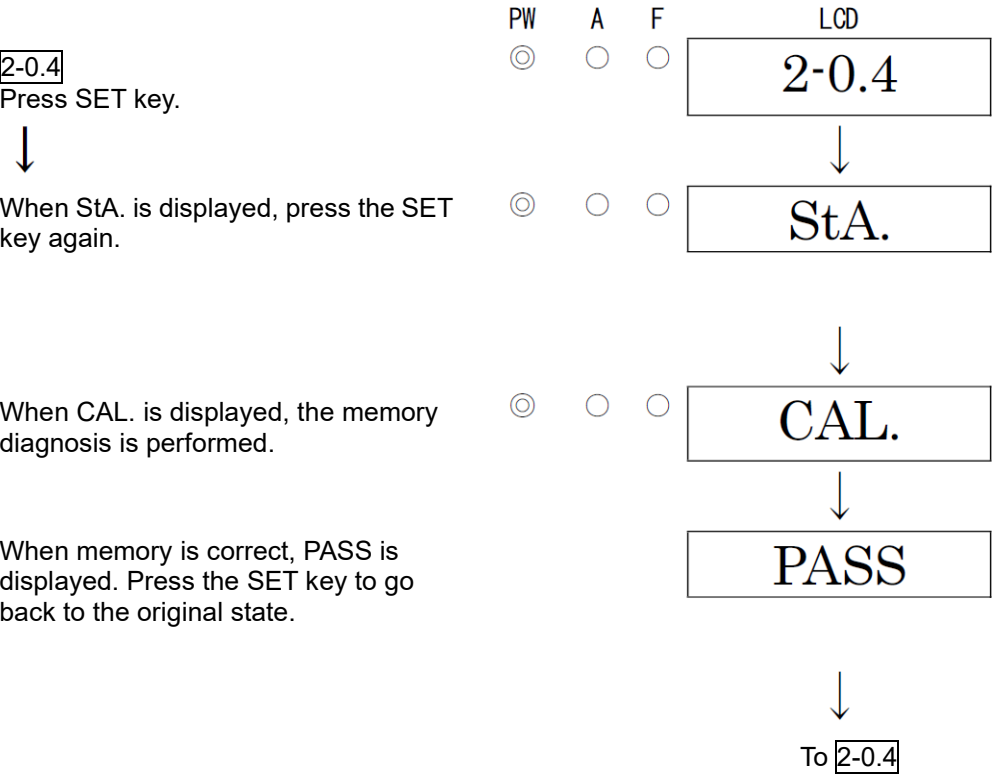 PW A F LCD
2-0.4
2-0.4
Press SET key.
When StA. is displayed, press the SET
key again.
StA.
When CAL. is displayed, the memory
diagnosis is performed.
CAL.
When memory is correct, PASS is
displayed. Press the SET key to go
back to the original state.
PASS
To 2-0.4